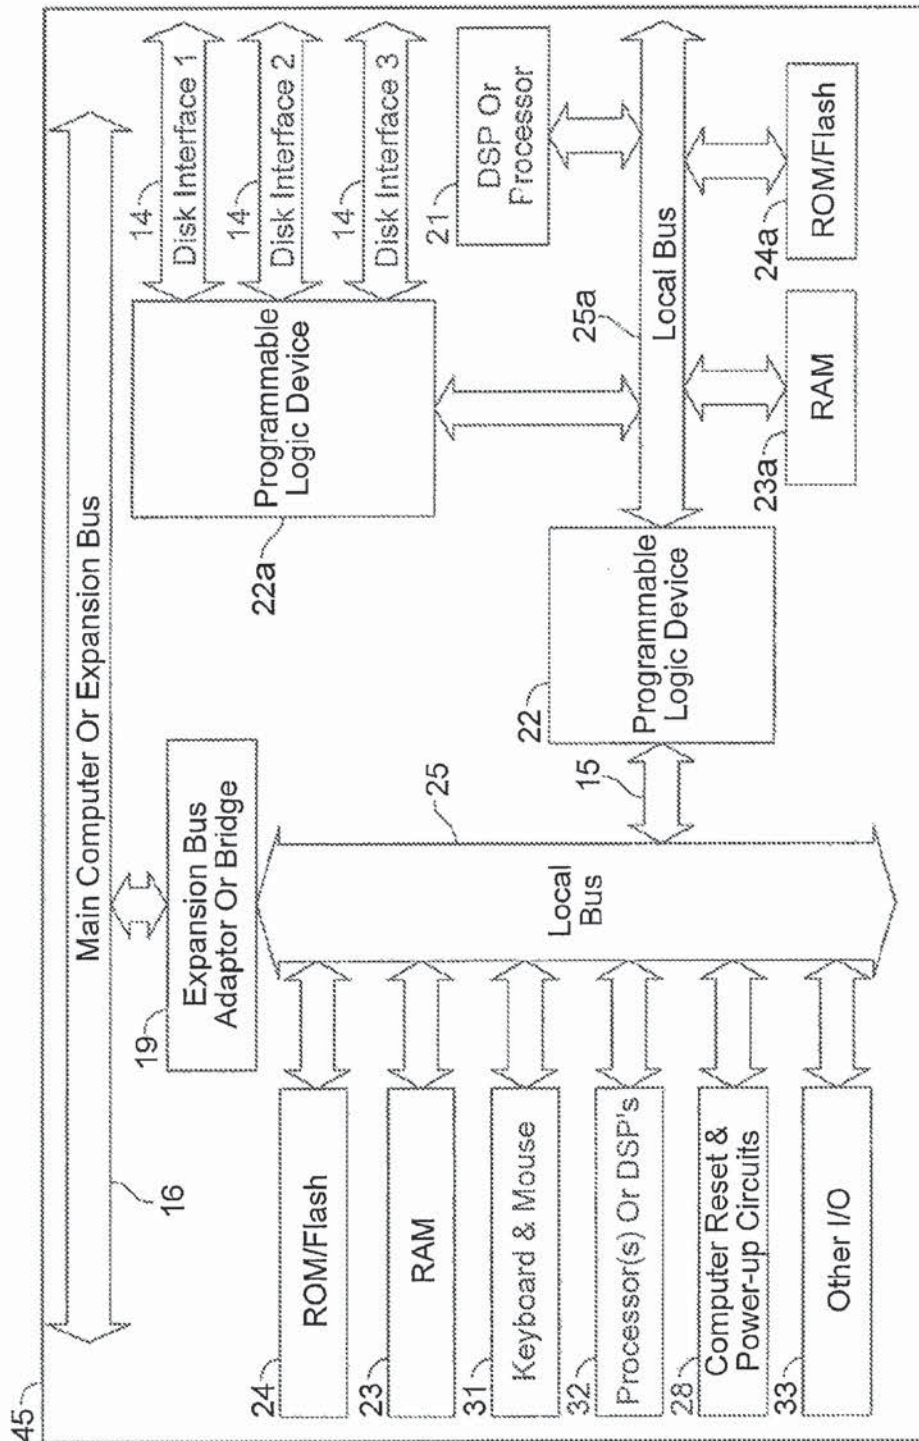 45
Main Computer Or Expansion Bus
16
19
Expansion Bus
Adaptor Or Bridge
24
ROM/Flash
23
RAM
31
Keyboard & Mouse
32
Processor(s) Or DSP's
28
Computer Reset &
Power-up Circuits
33
Other I/O
25
Local
Bus
15
22
Programmable
Logic Device
22a
Programmable
Logic Device
14
Disk Interface 1
14
Disk Interface 2
14
Disk Interface 3
21
DSP Or
Processor
25a
Local Bus
23a
RAM
24a
ROM/Flash